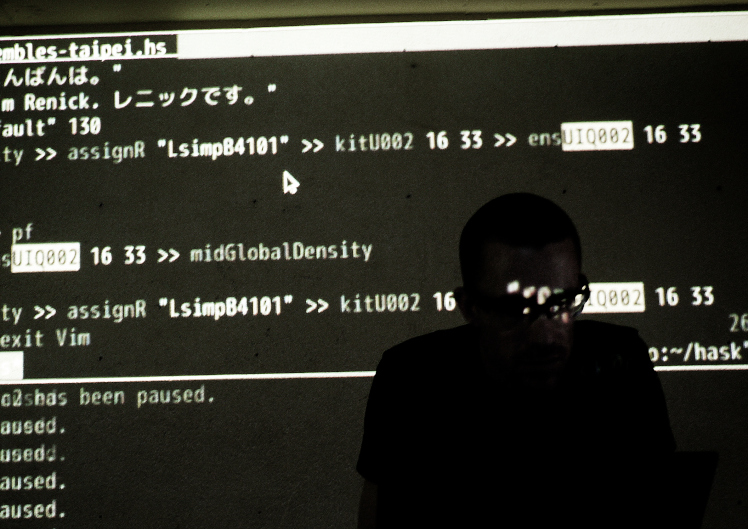 embles-taipei.hs
んばんは。"
m Renick. レニックです。"
ault" 130
ty >> assignR "LsimpB4101" >> kitU002 16 33 >> ensUIQ002 16 33
pf
sUIQ002 16 33 >> midGlobalDensity
ty >> assignR "LsimpB4101" >> kitU002 16 IQ002 16 33
exit Vim 26
o:~/hask"
has been paused.
aused.
used.
aused.
aused.